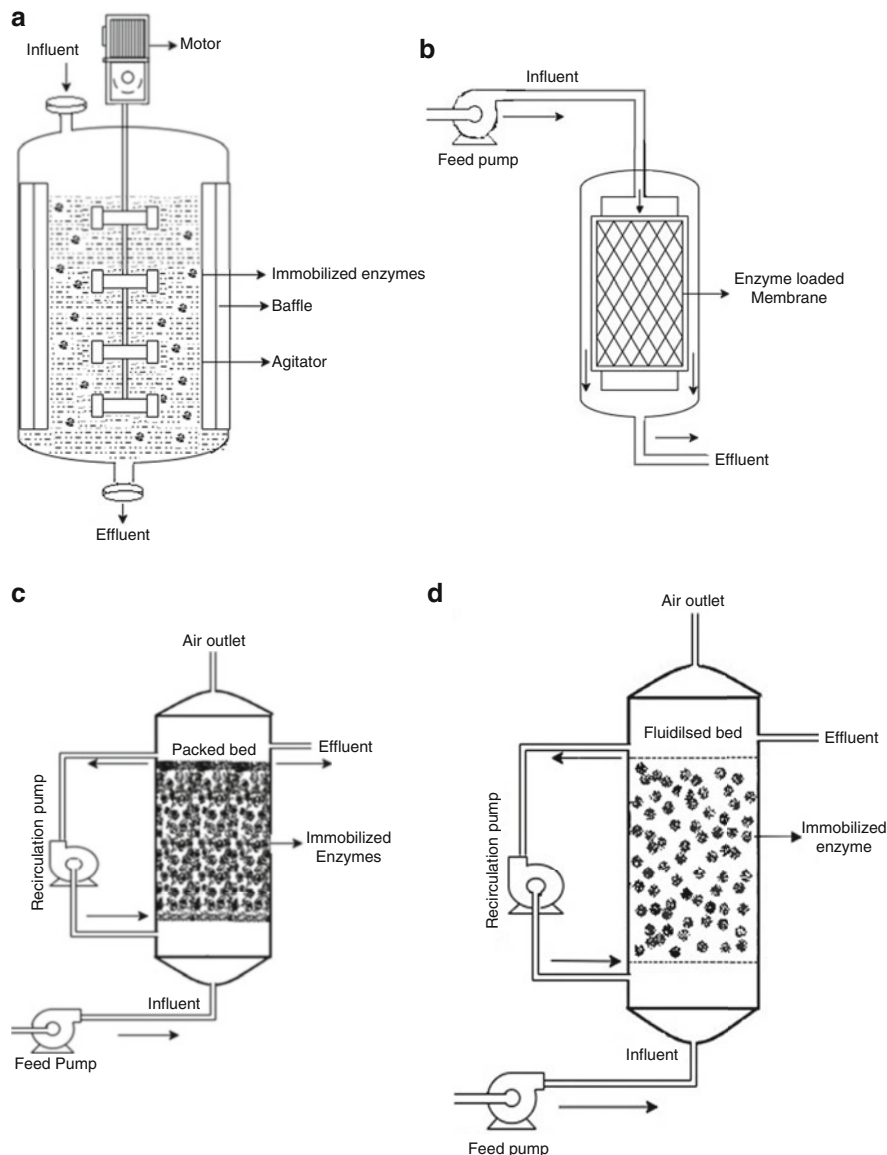 a
Motor
Influent
Immobilized enzymes
Baffle
Agitator
Effluent
b
Influent
Feed pump
Enzyme loaded
Membrane
Effluent
c
Air outlet
Packed bed
Effluent
Recirculation pump
Immobilized
Enzymes
Influent
Feed Pump
d
Air outlet
Fluidilsed bed
Effluent
Recirculation pump
Immobilized
enzyme
Influent
Feed pump